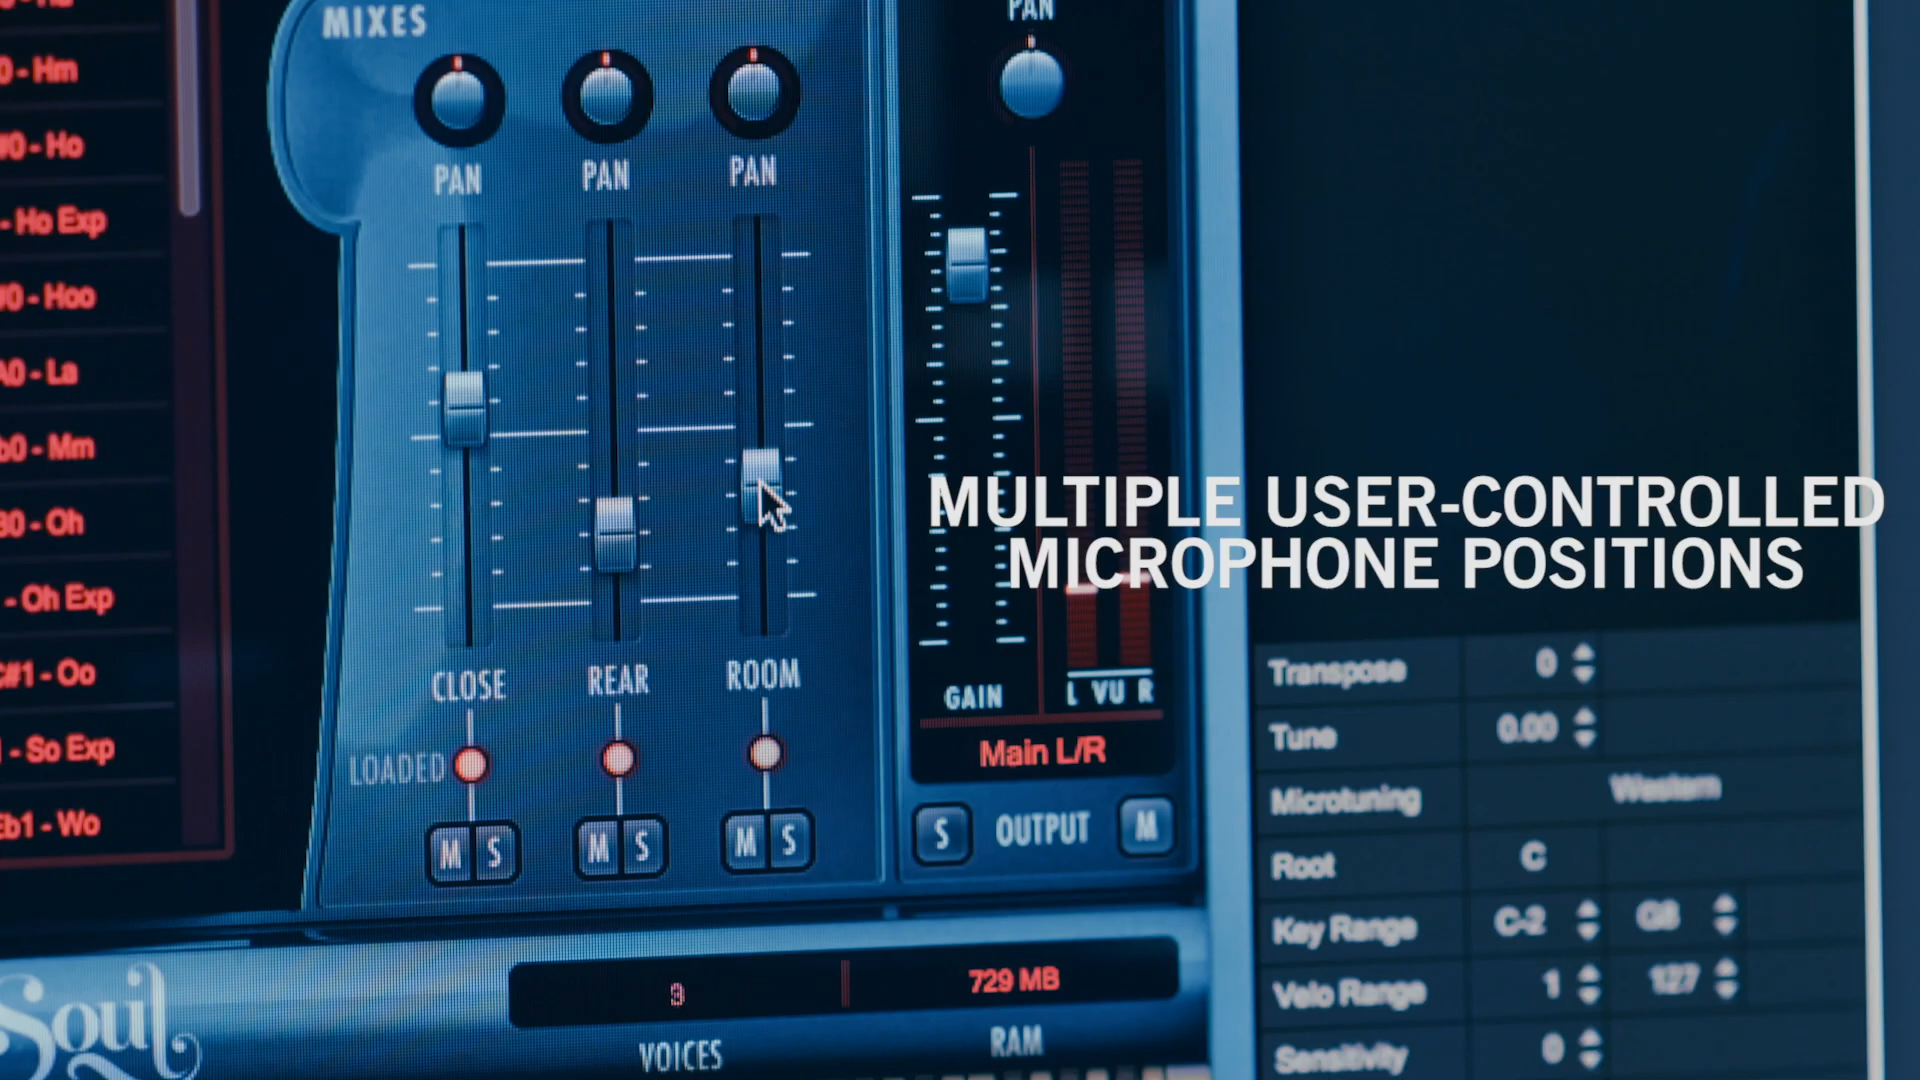 MIXES
PAN
PAN
PAN
PAN
0 - Hm
#0 - Ho
- Ho Exp
#0 - Hoo
A0 - La
b0 - Mm
B0 - Oh
- Oh Exp
C#1 - Oo
- So Exp
Eb1 - Wo
CLOSE
REAR
ROOM
LOADED
M S
M S
M S
GAIN
L VU R
Main L/R
S OUTPUT M
MULTIPLE USER-CONTROLLED
MICROPHONE POSITIONS
Transpose 0
Tune 0.00
Microtuning Western
Root C
Key Range C-2 G8
Velo Range 1 127
Sensitivity 0
Soul
3
729 MB
VOICES
RAM